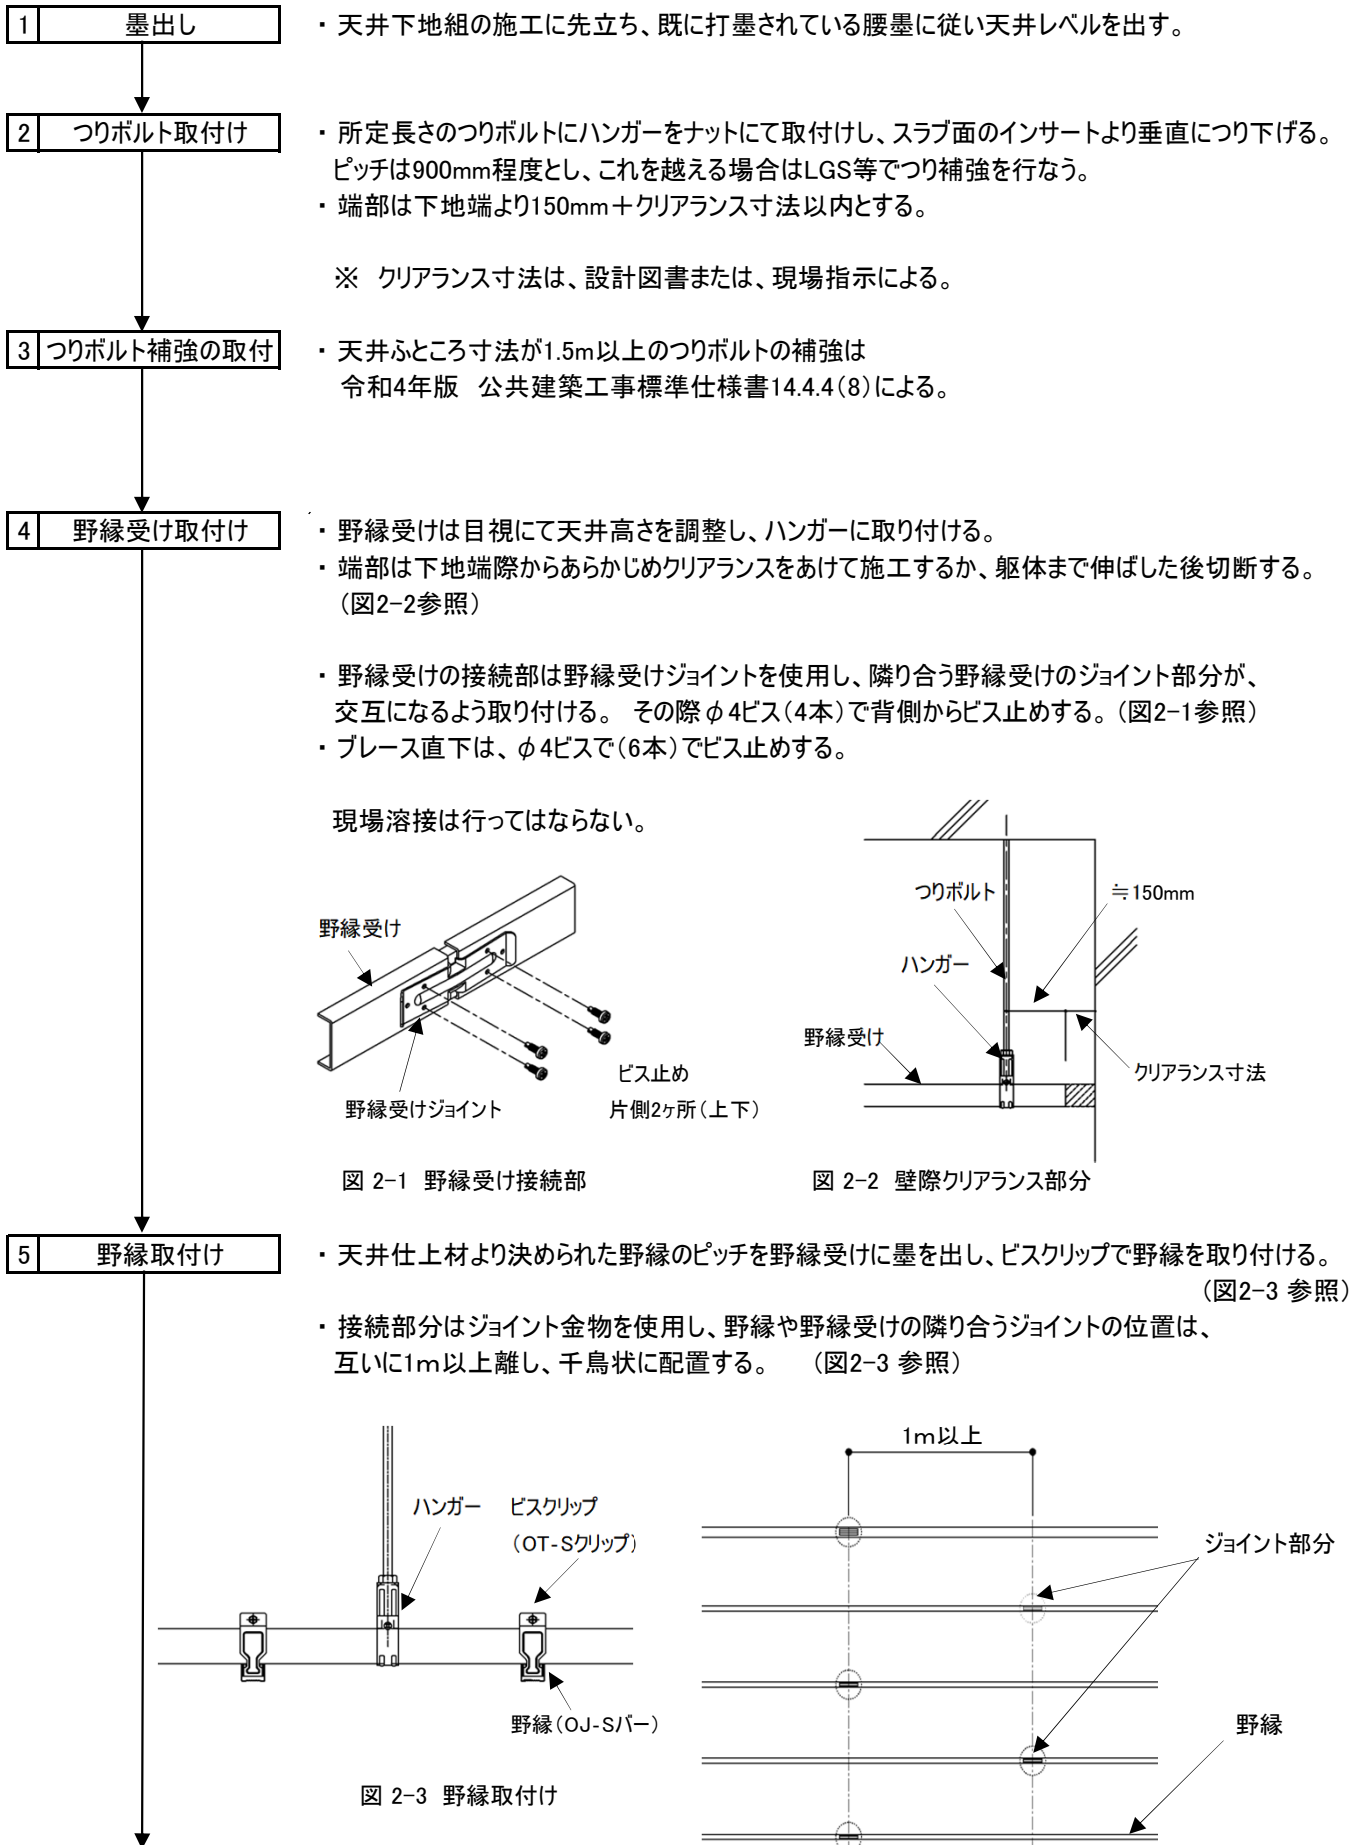 1 墨出し
・ 天井下地組の施工に先立ち、既に打墨されている腰墨に従い天井レベルを出す。
2 つりボルト取付け
・ 所定長さのつりボルトにハンガーをナットにて取付けし、スラブ面のインサートより垂直につり下げる。
ピッチは900mm程度とし、これを越える場合はLGS等でつり補強を行なう。
・ 端部は下地端より150mm＋クリアランス寸法以内とする。
※ クリアランス寸法は、設計図書または、現場指示による。
3 つりボルト補強の取付
・ 天井ふところ寸法が1.5m以上のつりボルトの補強は
令和4年版 公共建築工事標準仕様書14.4.4（8）による。
4 野縁受け取付け
・ 野縁受けは目視にて天井高さを調整し、ハンガーに取り付ける。
・ 端部は下地端際からあらかじめクリアランスをあけて施工するか、躯体まで伸ばした後切断する。
（図2-2参照）
・ 野縁受けの接続部は野縁受けジョイントを使用し、隣り合う野縁受けのジョイント部分が、
交互になるよう取り付ける。 その際φ4ビス（4本）で背側からビス止めする。（図2-1参照）
・ ブレース直下は、φ4ビスで（6本）でビス止めする。
現場溶接は行ってはならない。
野縁受け
野縁受けジョイント
ビス止め
片側2ヶ所（上下）
図 2-1 野縁受け接続部
つりボルト
≒150mm
ハンガー
野縁受け
クリアランス寸法
図 2-2 壁際クリアランス部分
5 野縁取付け
・ 天井仕上材より決められた野縁のピッチを野縁受けに墨を出し、ビスクリップで野縁を取り付ける。
（図2-3 参照）
・ 接続部分はジョイント金物を使用し、野縁や野縁受けの隣り合うジョイントの位置は、
互いに1m以上離し、千鳥状に配置する。 （図2-3 参照）
ハンガー
ビスクリップ
（OT-Sクリップ）
野縁（OJ-Sバー）
図 2-3 野縁取付け
1m以上
ジョイント部分
野縁